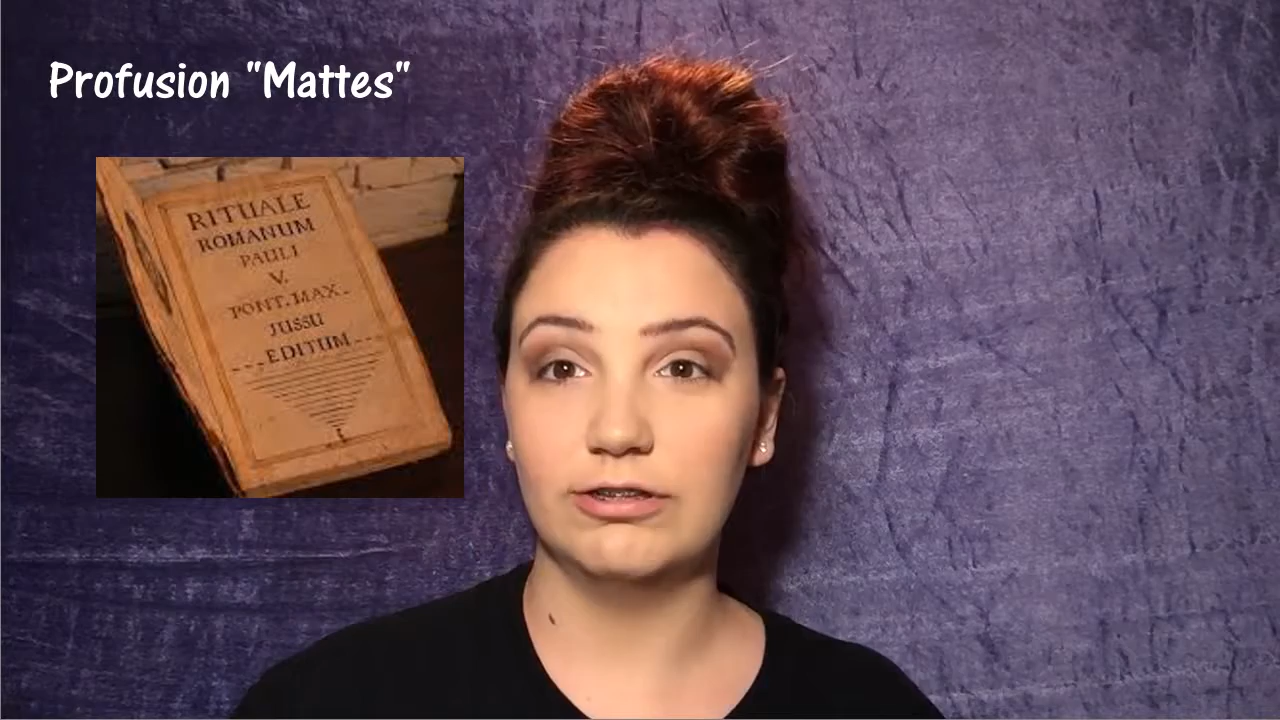 Profusion "Mattes"
RITUALE
ROMANUM
PAULI
V.
PONT. MAX.
JUSSU
EDITUM